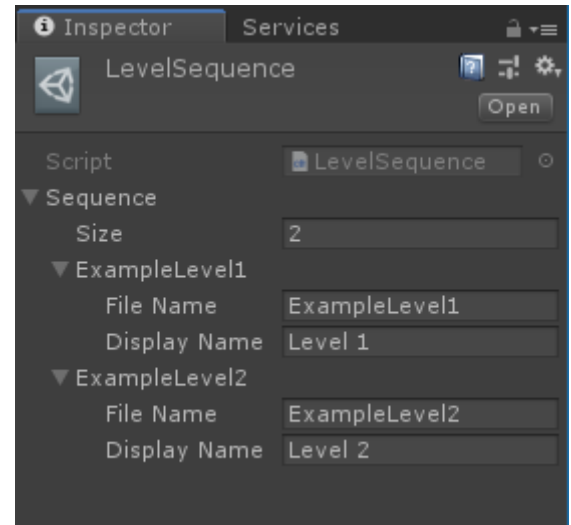 Inspector Services
LevelSequence
Open
Script LevelSequence
Sequence
Size 2
ExampleLevel1
File Name ExampleLevel1
Display Name Level 1
ExampleLevel2
File Name ExampleLevel2
Display Name Level 2